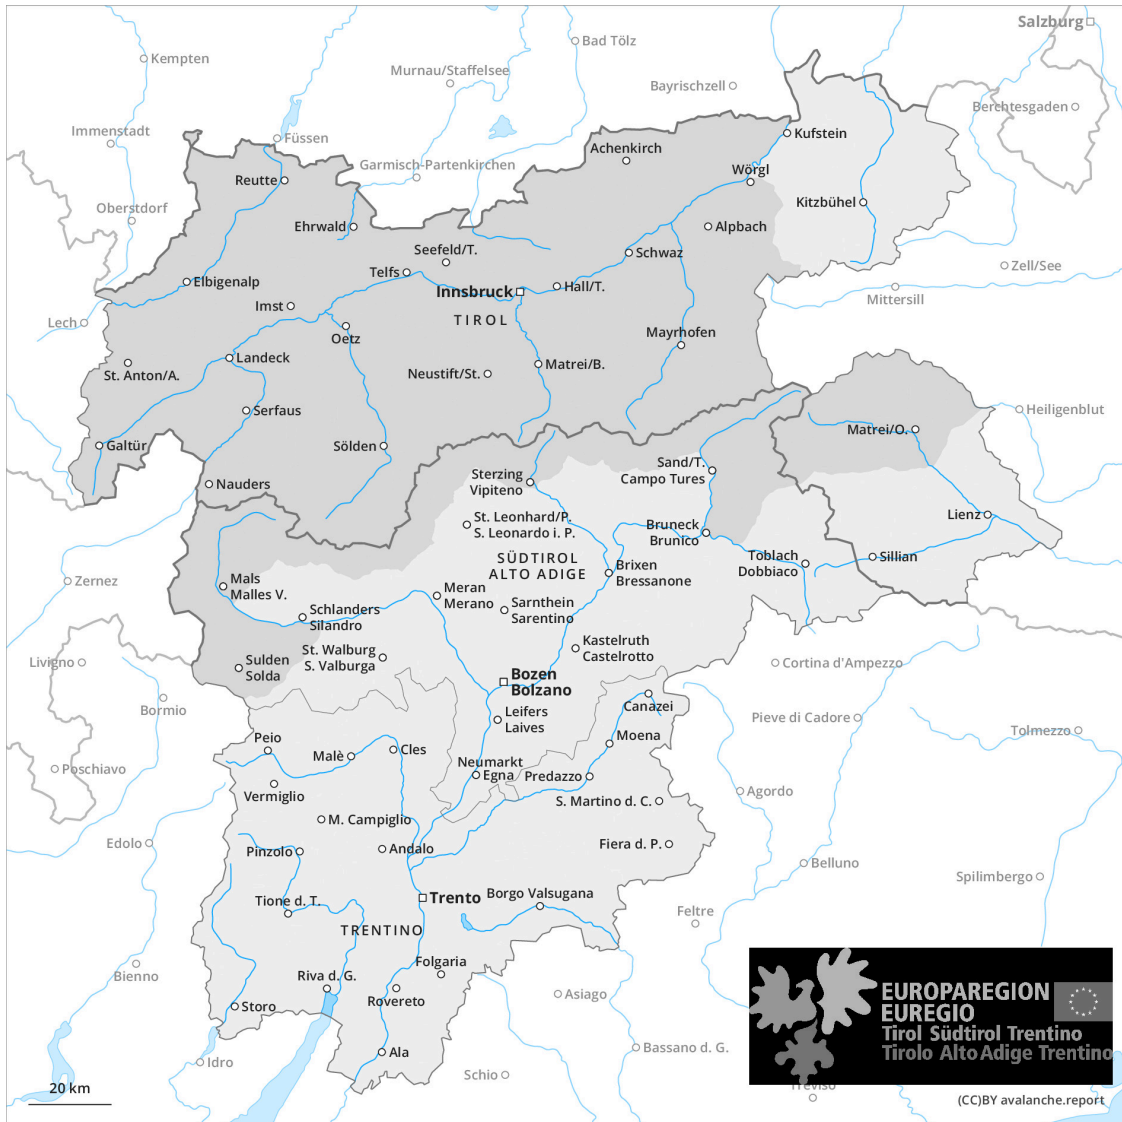 Salzburg
Bad Tölz
Kempten
Murnau/Staffelsee
Bayrischzell
Berchtesgaden
Immenstadt
Füssen
Kufstein
Achenkirch
Garmisch-Partenkirchen
Wörgl
Reutte
Kitzbühel
Oberstdorf
Ehrwald
Alpbach
Seefeld/T.
Schwaz
Telfs
Zell/See
Elbigenalp
Innsbruck
Hall/T.
Mittersill
Imst
TIROL
Lech
Oetz
Mayrhofen
Landeck
Matrei/B.
St. Anton/A.
Neustift/St.
Serfaus
Heiligenblut
Matrei/O.
Galtür
Sölden
Sterzing
Vipiteno
Sand/T.
Campo Tures
Nauders
St. Leonhard/P.
S. Leonardo i. P.
Bruneck
Brunico
Lienz
SÜDTIROL
ALTO ADIGE
Toblach
Dobbiaco
Sillian
Brixen
Bressanone
Zernez
Mals
Malles V.
Meran
Merano
Sarnthein
Sarentino
Schlanders
Silandro
St. Walburg
S. Valburga
Kastelruth
Castelrotto
Livigno
Sulden
Solda
Cortina d'Ampezzo
Bozen
Bolzano
Canazei
Bormio
Leifers
Laives
Pieve di Cadore
Tolmezzo
Peio
Moena
Malè
Cles
Neumarkt
Egna
Predazzo
Poschiavo
Vermiglio
Agordo
S. Martino d. C.
M. Campiglio
Edolo
Pinzolo
Andalo
Fiera d. P.
Belluno
Spilimbergo
Tione d. T.
Trento
Borgo Valsugana
Feltre
TRENTINO
Folgaria
Bienno
Riva d. G.
Rovereto
Asiago
Storo
EUROPAREGION
EUREGIO
Tirol Südtirol Trentino
Tirolo Alto Adige Trentino
Idro
Ala
Bassano d. G.
Schio
Treviso
20 km
(CC)BY avalanche.report